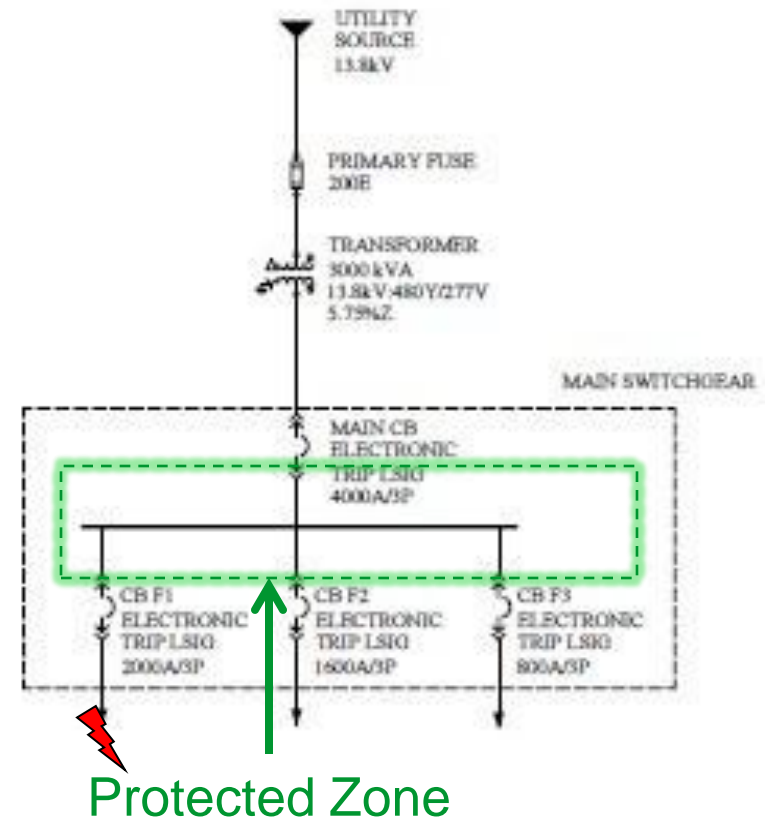 UTILITY
SOURCE
13.8kV
PRIMARY FUSE
200E
TRANSFORMER
3000 kVA
13.8kV:480Y/277V
5.75%Z
MAIN SWITCHGEAR
MAIN CB
ELECTRONIC
TRIP LSIG
4000A/3P
CB F1
ELECTRONIC
TRIP LSIG
2000A/3P
CB F2
ELECTRONIC
TRIP LSIG
1600A/3P
CB F3
ELECTRONIC
TRIP LSIG
800A/3P
Protected Zone